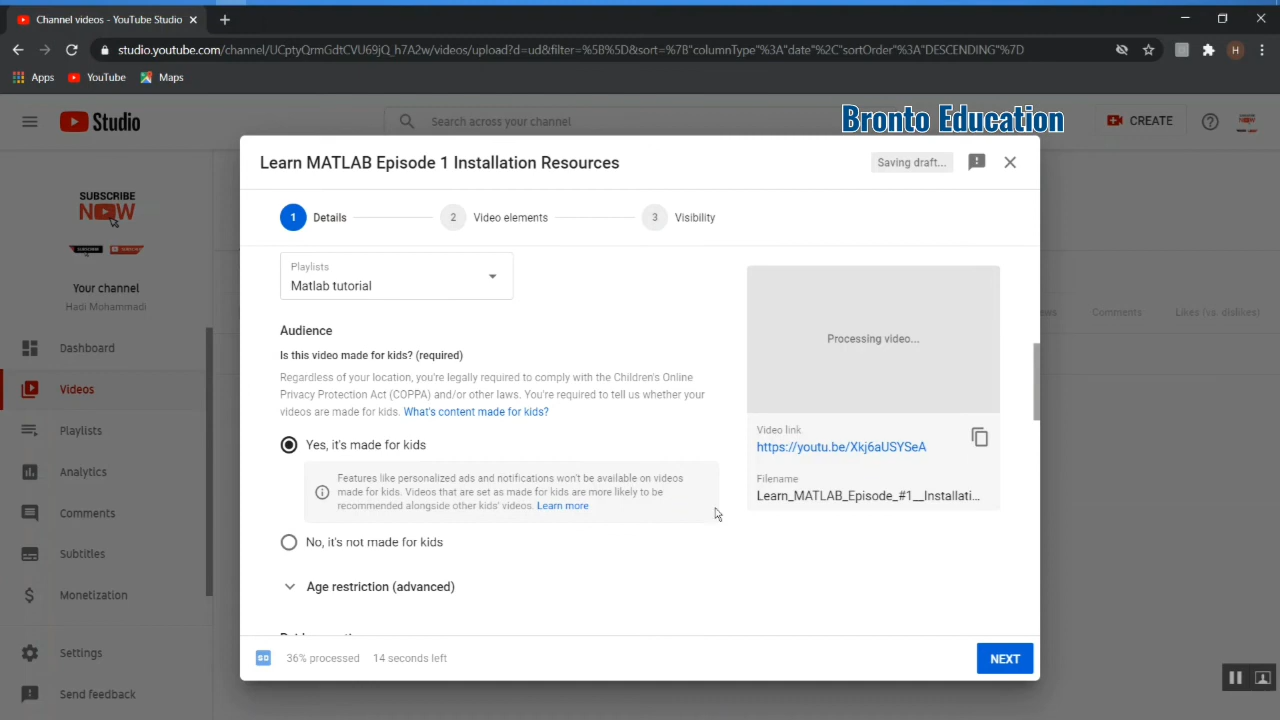 Channel videos - YouTube Studio
studio.youtube.com/channel/UCptyQrmGdtCVU69jQ_h7A2w/videos/upload?d=ud&filter=%5B%5D&sort=%7B"columnType"%3A"date"%2C"sortOrder"%3A"DESCENDING"%7D
H
Apps YouTube Maps
Studio
Search across your channel
Bronto Education
CREATE
Learn MATLAB Episode 1 Installation Resources
Saving draft...
1 Details
2 Video elements
3 Visibility
SUBSCRIBE
NOW
Your channel
Hadi Mohammadi
Dashboard
Videos
Playlists
Analytics
Comments
Subtitles
Monetization
Settings
Send feedback
Playlists
Matlab tutorial
Audience
Is this video made for kids? (required)
Regardless of your location, you're legally required to comply with the Children's Online
Privacy Protection Act (COPPA) and/or other laws. You're required to tell us whether your
videos are made for kids. What's content made for kids?
Yes, it's made for kids
Features like personalized ads and notifications won't be available on videos
made for kids. Videos that are set as made for kids are more likely to be
recommended alongside other kids' videos. Learn more
No, it's not made for kids
Age restriction (advanced)
Processing video...
Video link
https://youtu.be/Xkj6aUSYSeA
Filename
Learn_MATLAB_Episode_#1__Installati...
Comments
Likes (vs. dislikes)
SD
36% processed
14 seconds left
NEXT